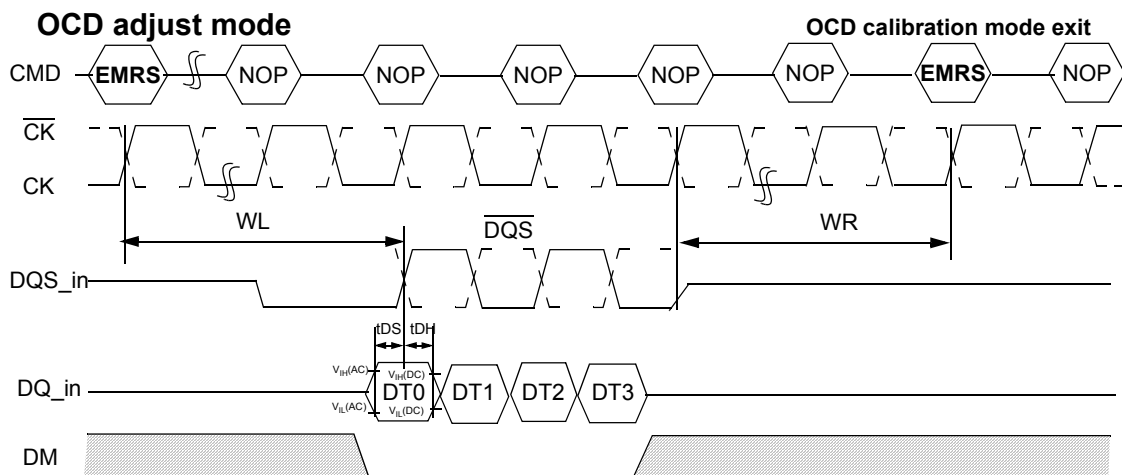 OCD adjust mode
OCD calibration mode exit
CMD EMRS NOP NOP NOP NOP NOP EMRS NOP
CK
CK
WL DQS WR
DQS_in
tDS tDH
VIH(AC) VIH(DC)
DQ_in DT0 DT1 DT2 DT3
VIL(AC) VIL(DC)
DM